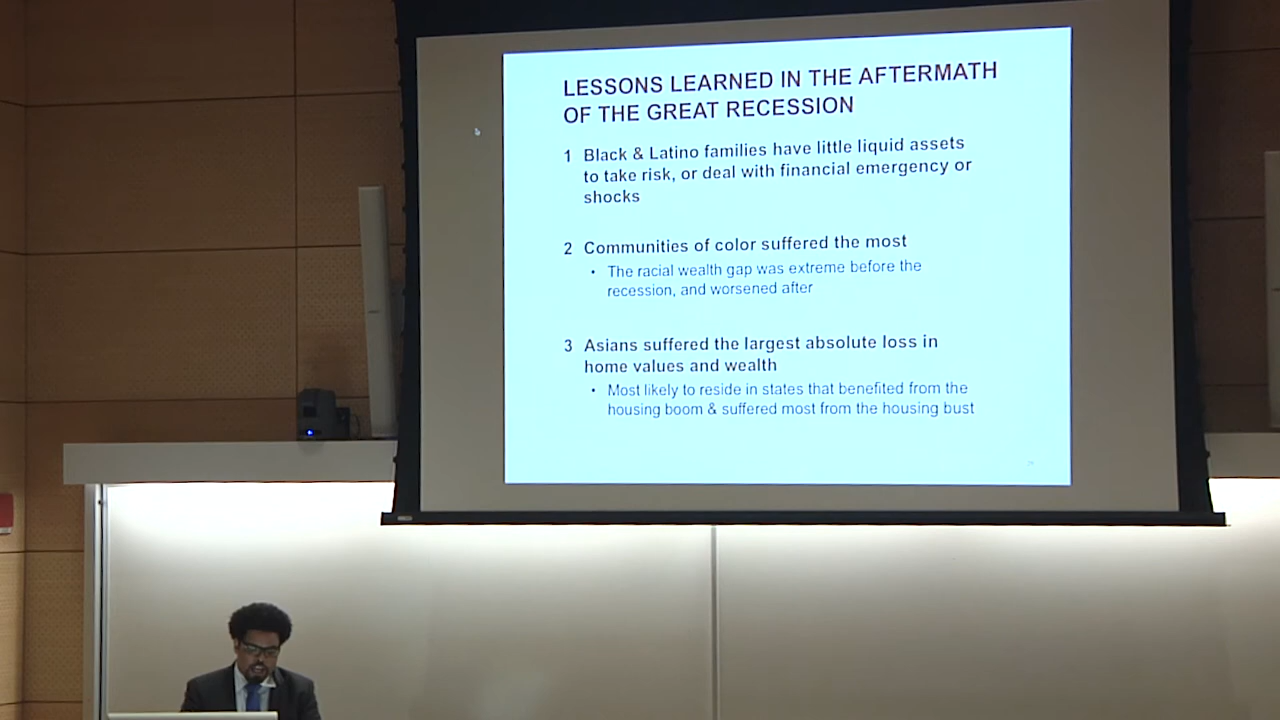 LESSONS LEARNED IN THE AFTERMATH
OF THE GREAT RECESSION
1 Black & Latino families have little liquid assets
to take risk, or deal with financial emergency or
shocks
2 Communities of color suffered the most
• The racial wealth gap was extreme before the
recession, and worsened after
3 Asians suffered the largest absolute loss in
home values and wealth
• Most likely to reside in states that benefited from the
housing boom & suffered most from the housing bust